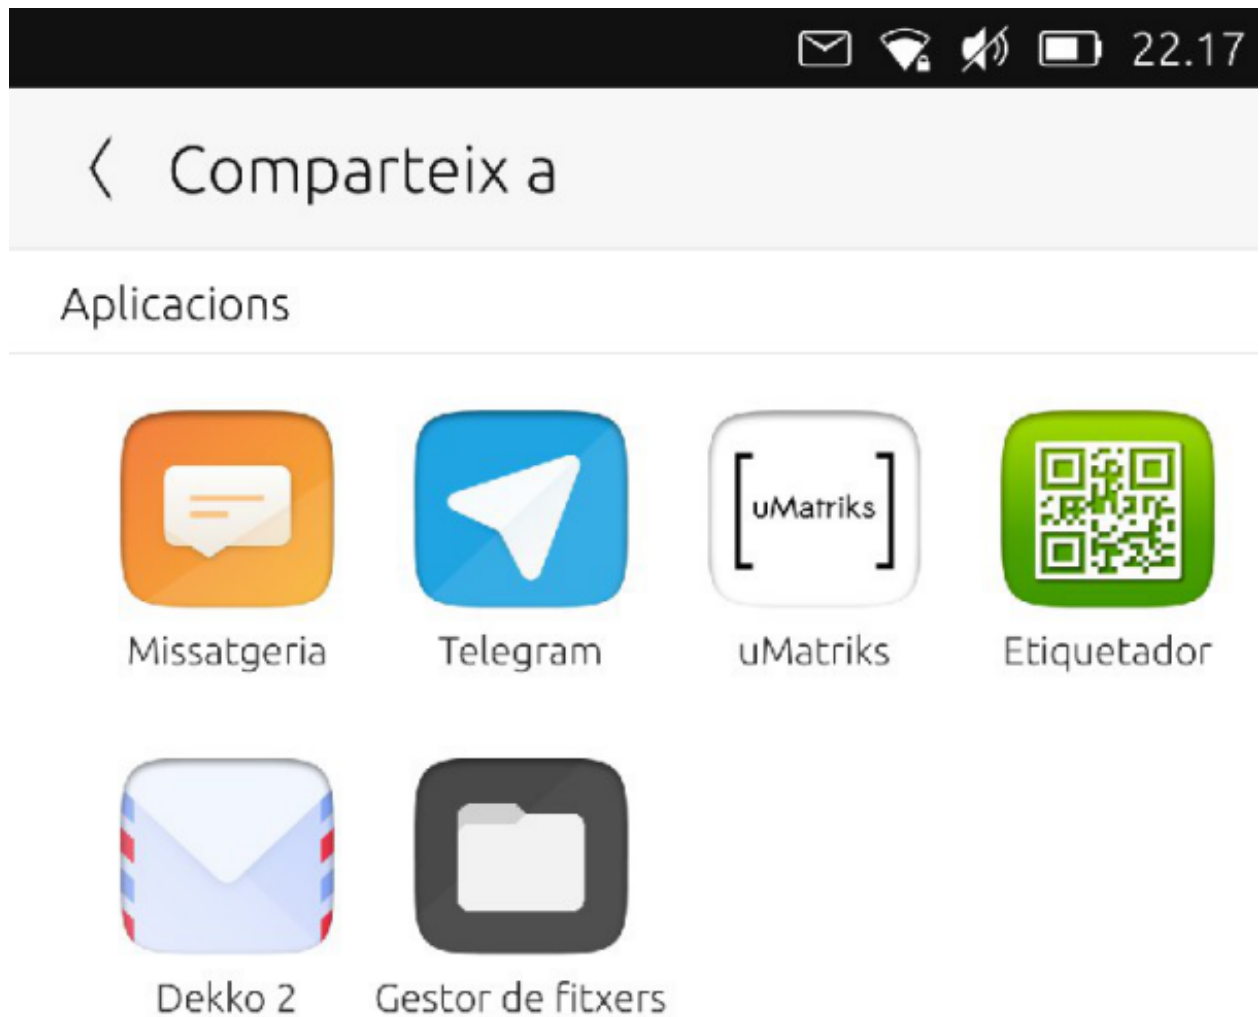 22.17
Comparteix a
Aplicacions
uMatriks
Missatgeria Telegram uMatriks Etiquetador
Dekko 2 Gestor de fitxers